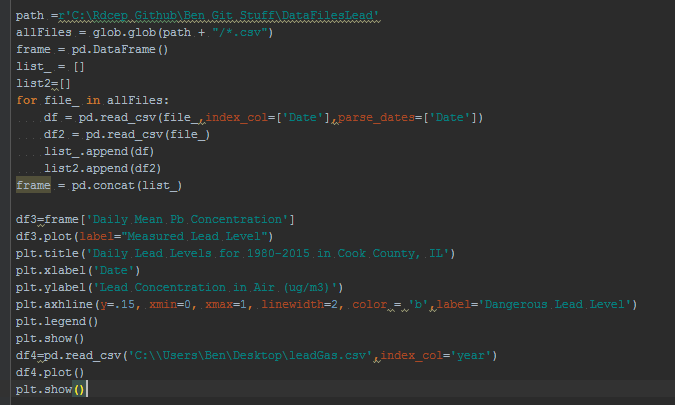 path =r'C:\Rdcep_Github\Ben_Git_Stuff\DataFilesLead'
allFiles = glob.glob(path + "/*.csv")
frame = pd.DataFrame()
list_ = []
list2=[]
for file_ in allFiles:
    df = pd.read_csv(file_,index_col=['Date'],parse_dates=['Date'])
    df2 = pd.read_csv(file_)
    list_.append(df)
    list2.append(df2)
frame = pd.concat(list_)
df3=frame['Daily Mean Pb Concentration']
df3.plot(label="Measured Lead Level")
plt.title('Daily Lead Levels for 1980-2015 in Cook County, IL')
plt.xlabel('Date')
plt.ylabel('Lead Concentration in Air (ug/m3)')
plt.axhline(y=.15, xmin=0, xmax=1, linewidth=2, color = 'b',label='Dangerous Lead Level')
plt.legend()
plt.show()
df4=pd.read_csv('C:\\Users\Ben\Desktop\leadGas.csv',index_col='year')
df4.plot()
plt.show()